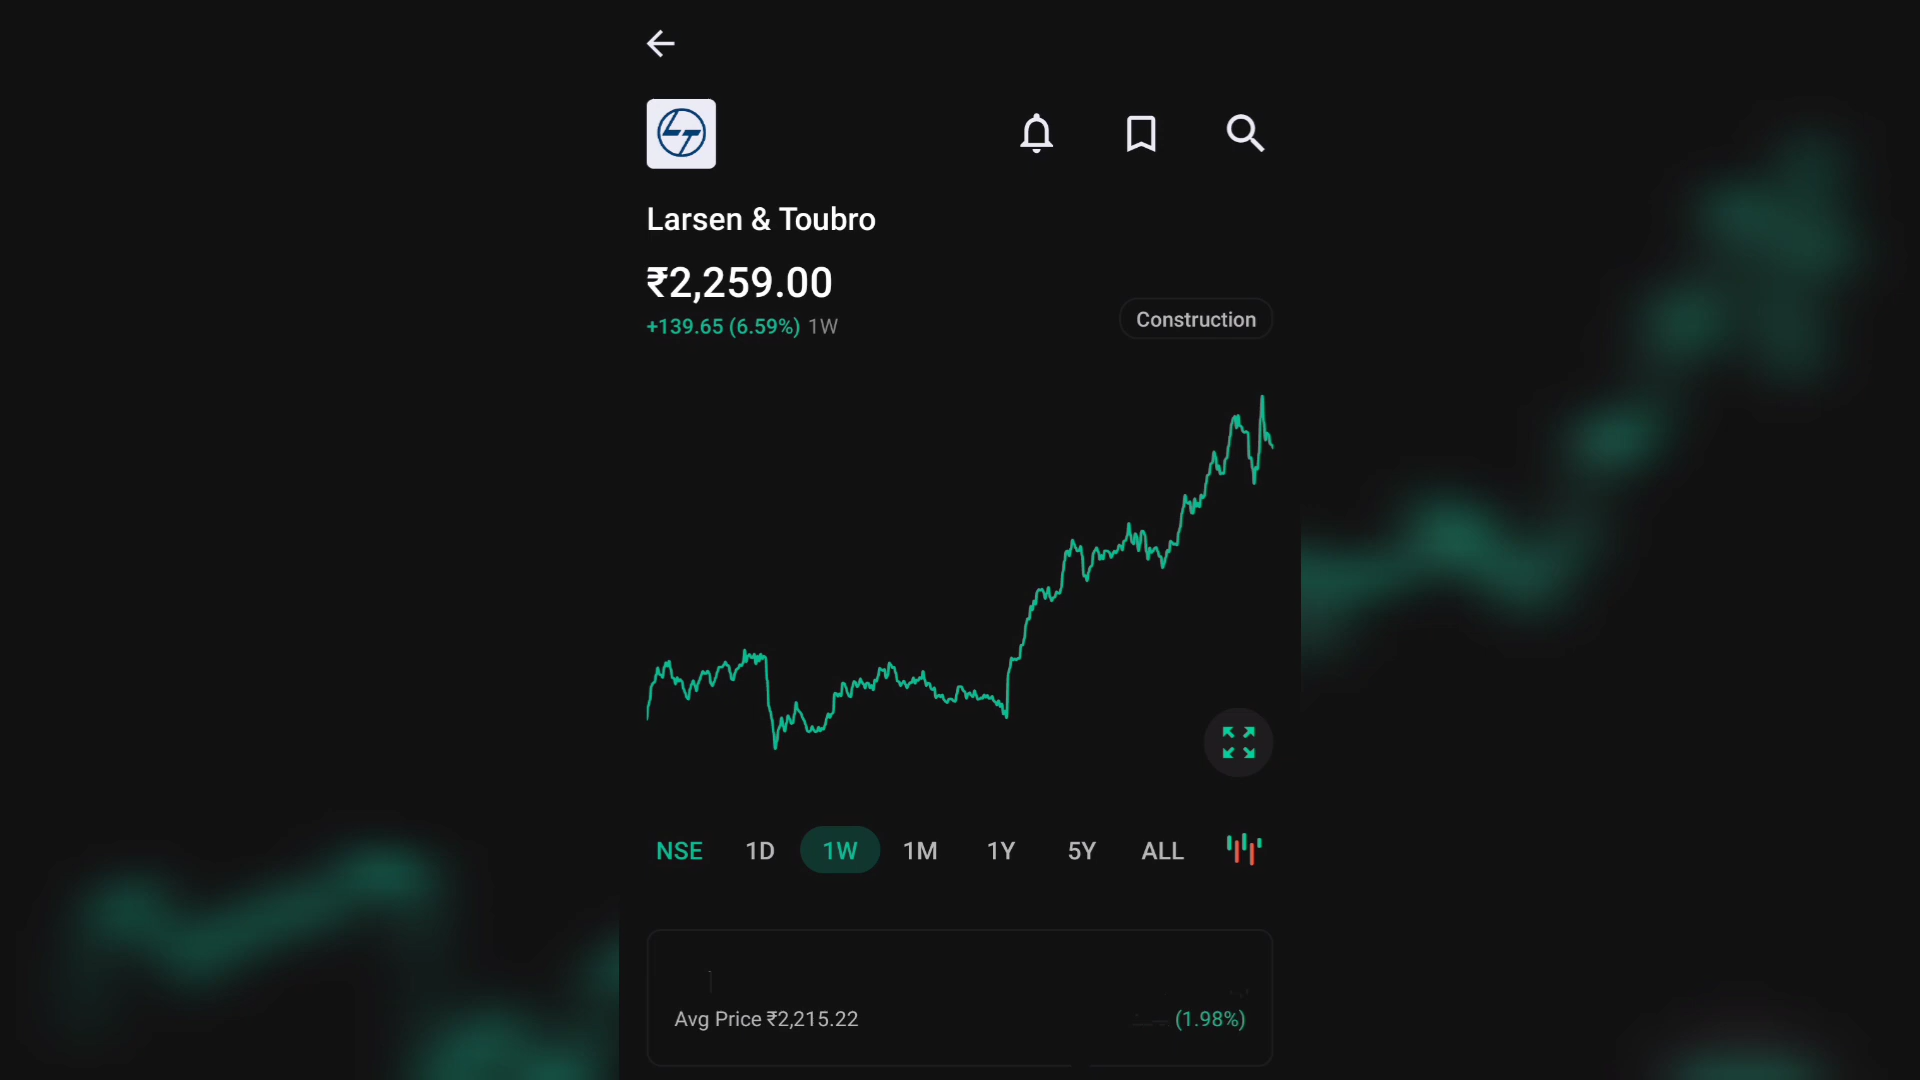 LT
Larsen & Toubro
₹2,259.00
+139.65 (6.59%) 1W
Construction
NSE 1D 1W 1M 1Y 5Y ALL
Avg Price ₹2,215.22 (1.98%)